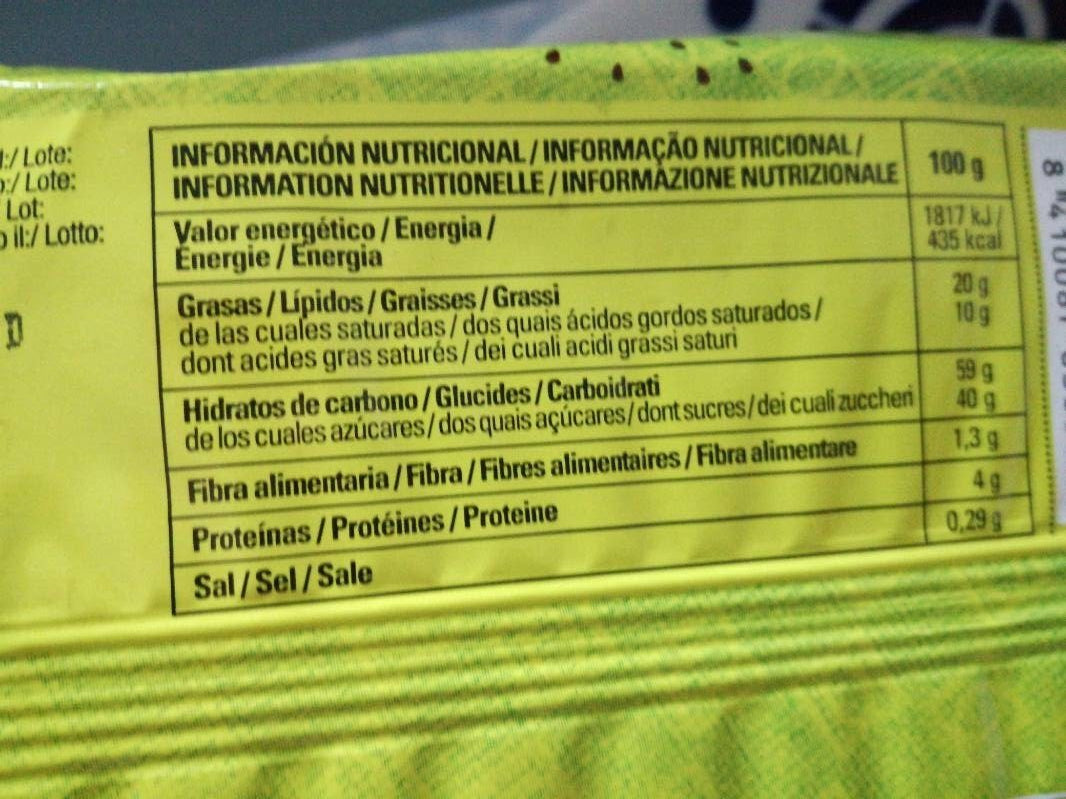 / Lote:
/ Lote:
Lot:
il:/ Lotto:
INFORMACIÓN NUTRICIONAL / INFORMAÇÃO NUTRICIONAL /
INFORMATION NUTRITIONELLE / INFORMAZIONE NUTRIZIONALE
100 g
Valor energético / Energia /
Énergie / Energia
1817 kJ /
435 kcal
Grasas / Lípidos / Graisses / Grassi
20 g
de las cuales saturadas / dos quais ácidos gordos saturados /
dont acides gras saturés / dei cuali acidi grassi saturi
10 g
Hidratos de carbono / Glucides / Carboidrati
59 g
de los cuales azúcares / dos quais açúcares / dont sucres / dei cuali zuccheri
40 g
Fibra alimentaria / Fibra / Fibres alimentaires / Fibra alimentare
1,3 g
Proteínas / Protéines / Proteine
4 g
Sal / Sel / Sale
0,29 g